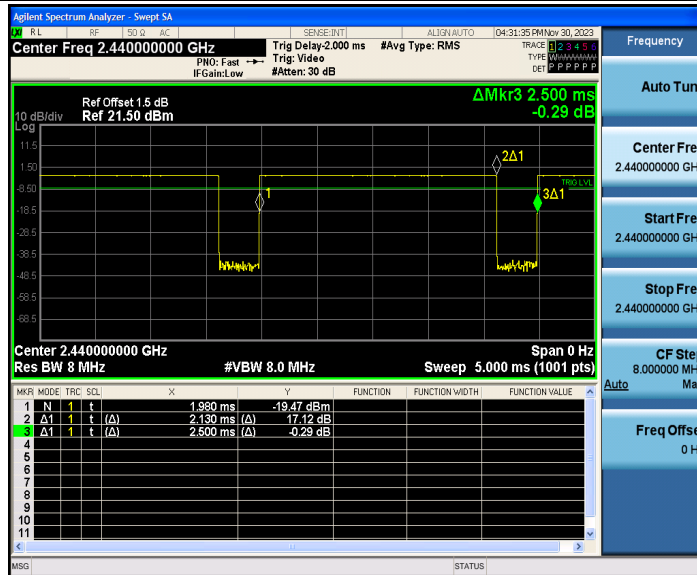 Agilent Spectrum Analyzer - Swept SA
LXI RL RF 50 Ω AC SENSE:INT ALIGN AUTO 04:31:35 PM Nov 30, 2023
Center Freq 2.440000000 GHz
PNO: Fast
IFGain:Low
Trig Delay-2.000 ms
Trig: Video
#Atten: 30 dB
#Avg Type: RMS
TRACE 1 2 3 4 5 6
TYPE W
DET P P P P P P
ΔMkr3 2.500 ms
-0.29 dB
Ref Offset 1.5 dB
10 dB/div Ref 21.50 dBm
Log
11.5
1.50
-8.50
-18.5
-28.5
-38.5
-48.5
-58.5
-68.5
2Δ1
TRIG LVL
1
3Δ1
Center 2.440000000 GHz Span 0 Hz
Res BW 8 MHz #VBW 8.0 MHz Sweep 5.000 ms (1001 pts)
MKR MODE TRC SCL X Y FUNCTION FUNCTION WIDTH FUNCTION VALUE
1 N 1 t 1.980 ms -19.47 dBm
2 Δ1 1 t (Δ) 2.130 ms (Δ) 17.12 dB
3 Δ1 1 t (Δ) 2.500 ms (Δ) -0.29 dB
4
5
6
7
8
9
10
11
MSG STATUS
Frequency
Auto Tun
Center Fre
2.440000000 GH
Start Fre
2.440000000 GH
Stop Fre
2.440000000 GH
CF Ste
8.000000 MH
Auto Ma
Freq Offse
0 H